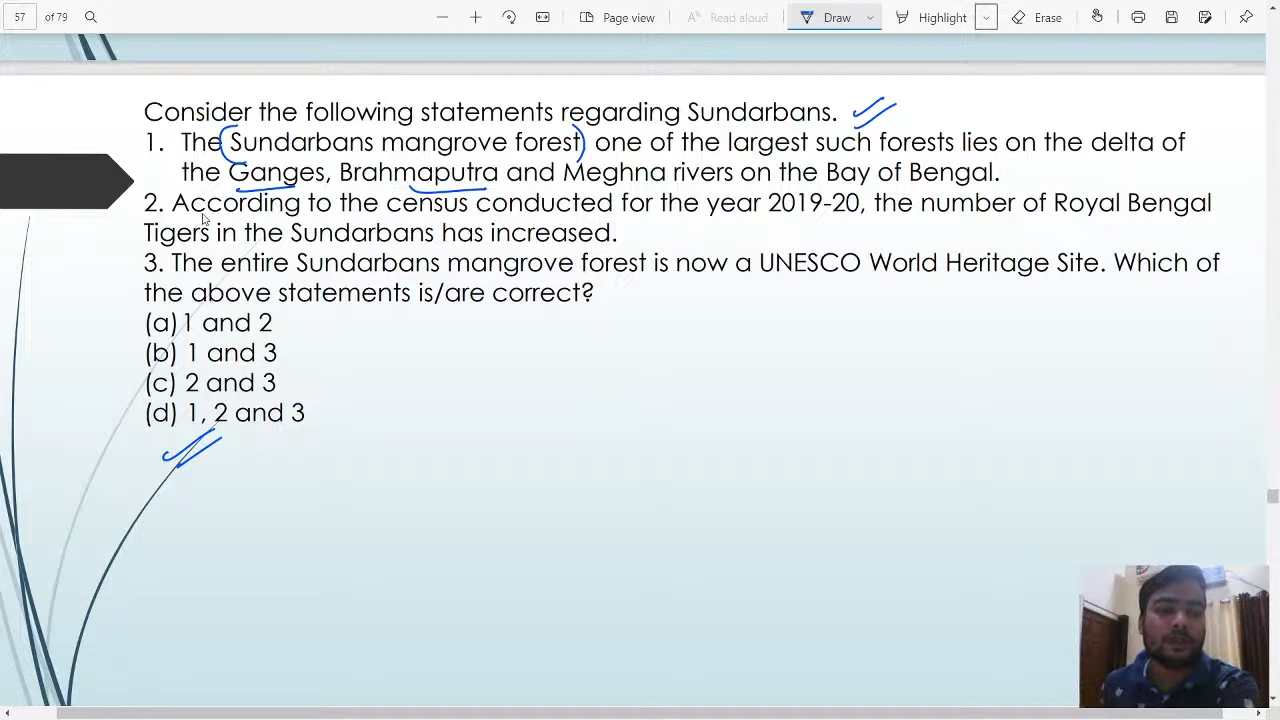 57 of 79 Page view Read aloud Draw Highlight Erase
Consider the following statements regarding Sundarbans.
1. The Sundarbans mangrove forest, one of the largest such forests lies on the delta of
the Ganges, Brahmaputra and Meghna rivers on the Bay of Bengal.
2. According to the census conducted for the year 2019-20, the number of Royal Bengal
Tigers in the Sundarbans has increased.
3. The entire Sundarbans mangrove forest is now a UNESCO World Heritage Site. Which of
the above statements is/are correct?
(a)1 and 2
(b) 1 and 3
(c) 2 and 3
(d) 1, 2 and 3